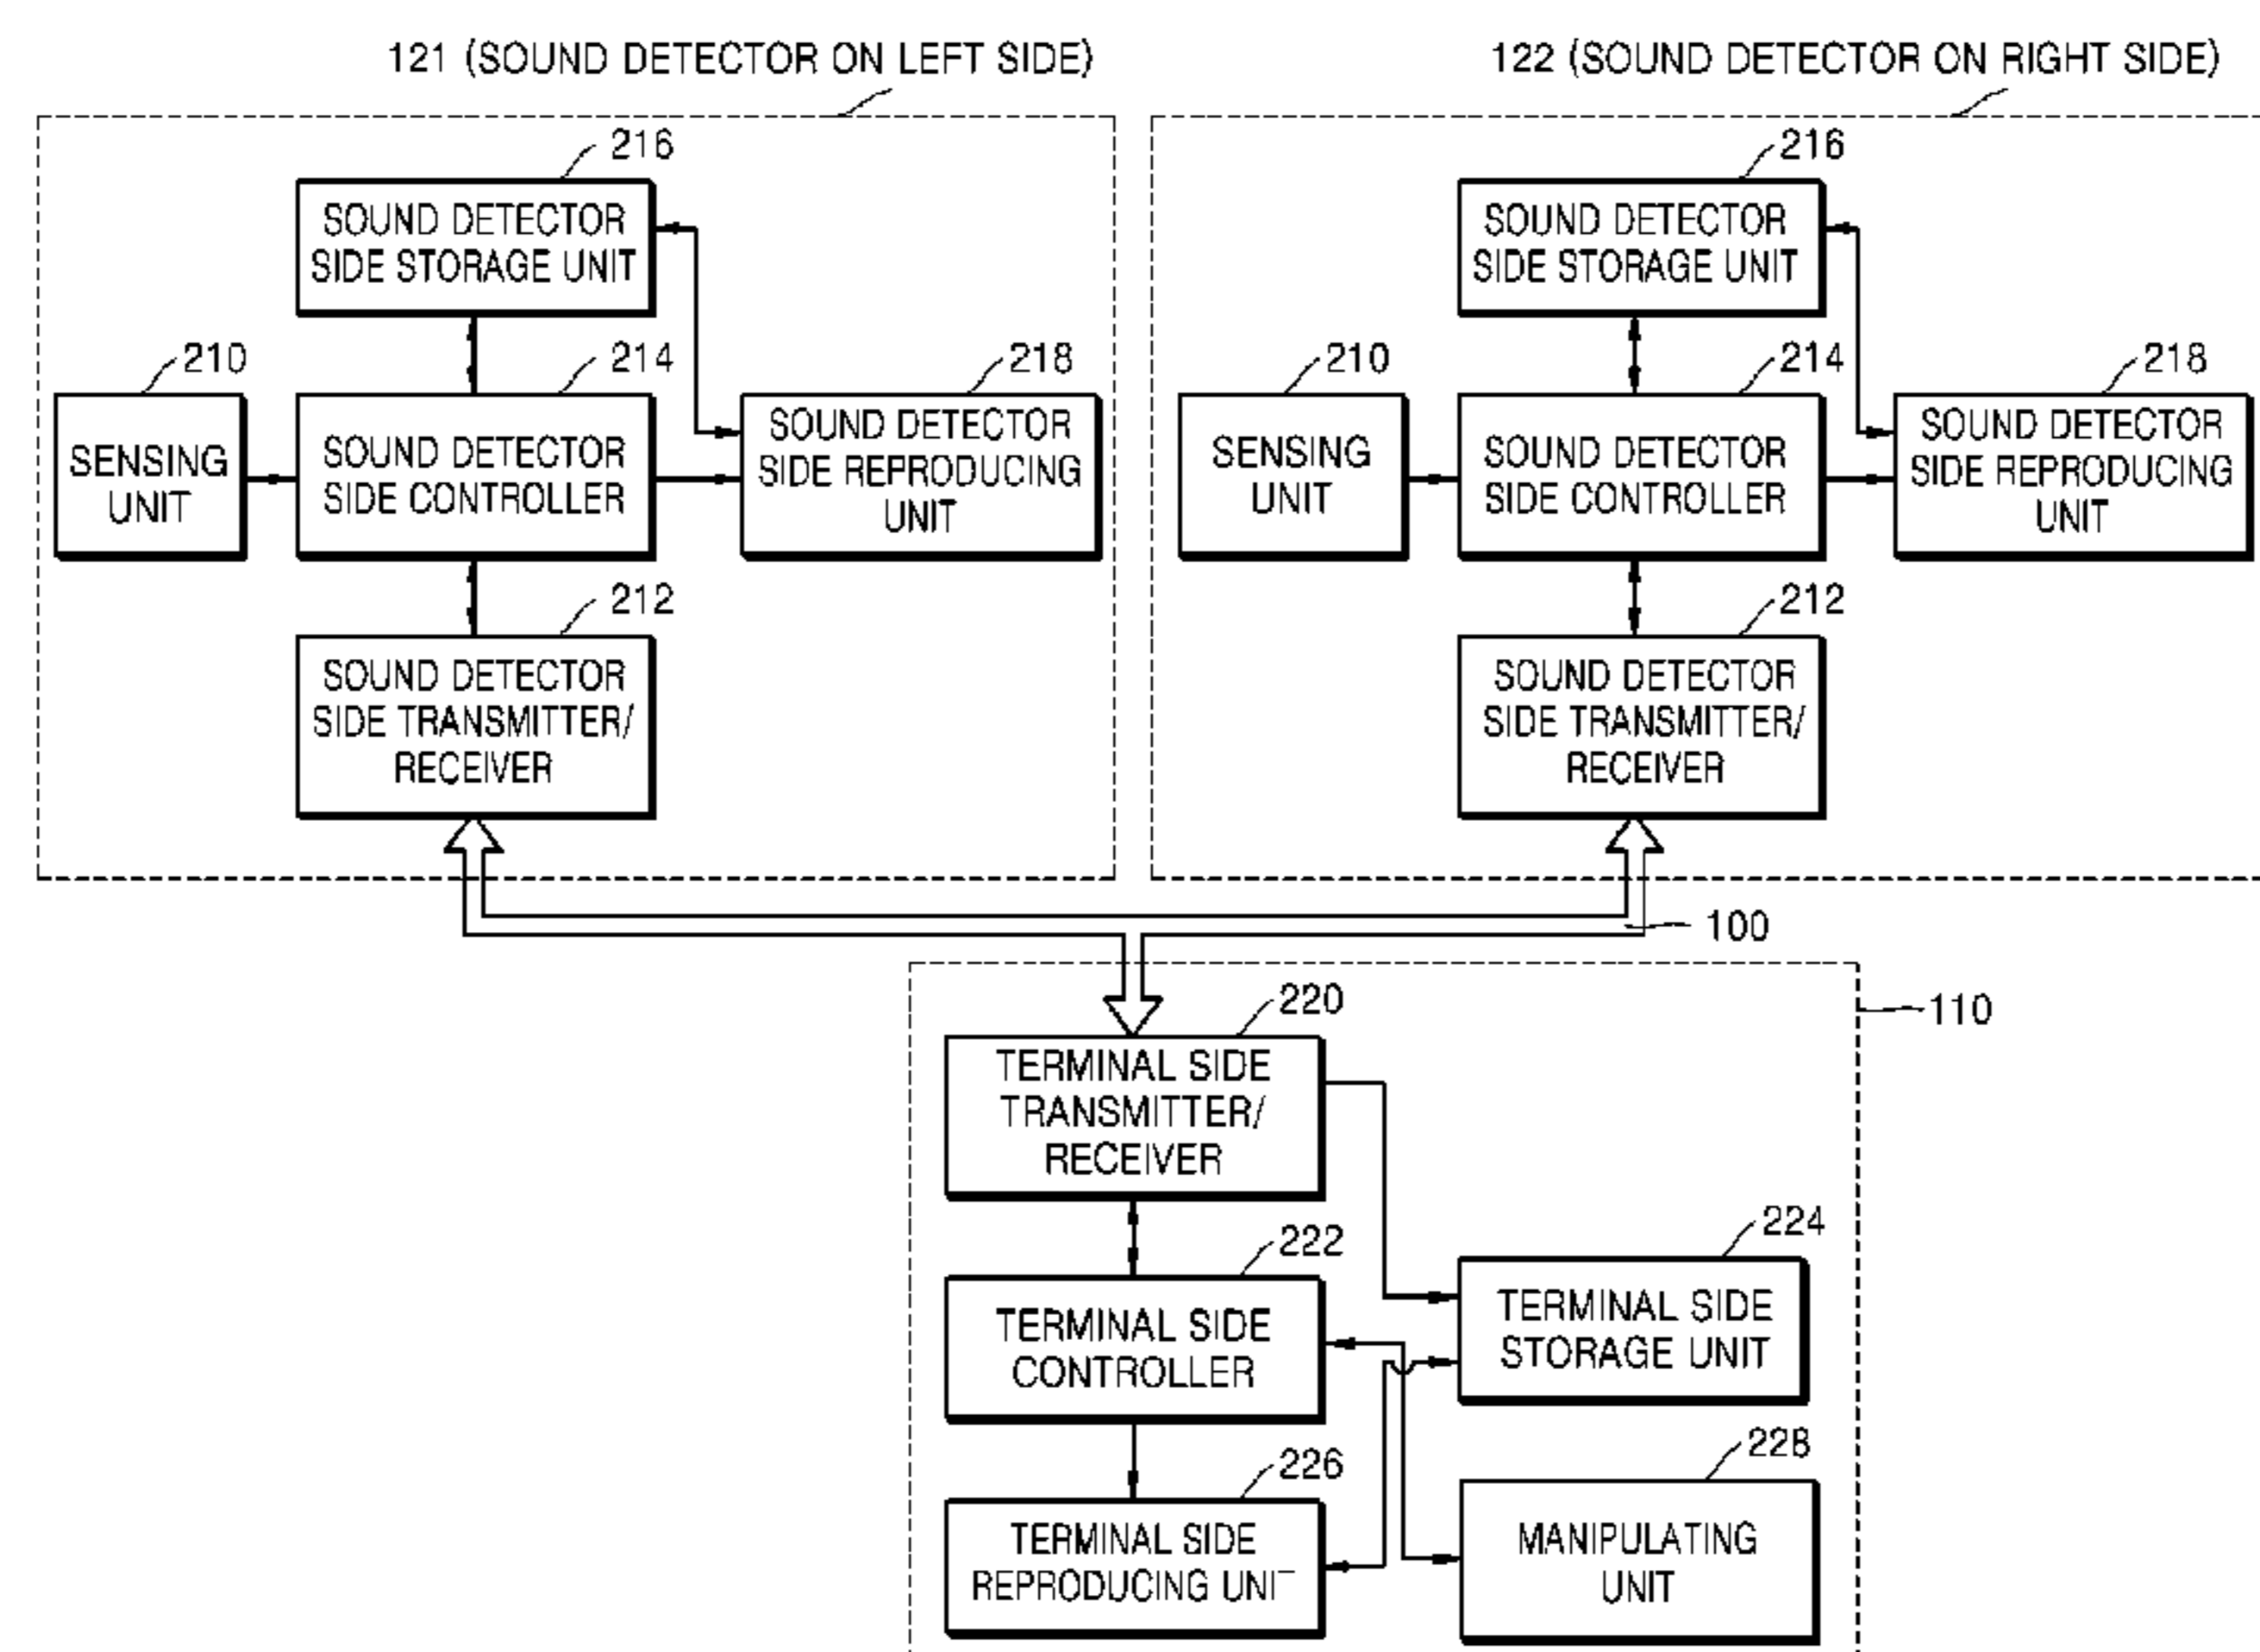 121 (SOUND DETECTOR ON LEFT SIDE)
122 (SOUND DETECTOR ON RIGHT SIDE)
216
SOUND DETECTOR
SIDE STORAGE UNIT
210
SENSING
UNIT
214
SOUND DETECTOR
SIDE CONTROLLER
218
SOUND DETECTOR
SIDE REPRODUCING
UNIT
212
SOUND DETECTOR
SIDE TRANSMITTER/
RECEIVER
216
SOUND DETECTOR
SIDE STORAGE UNIT
210
SENSING
UNIT
214
SOUND DETECTOR
SIDE CONTROLLER
218
SOUND DETECTOR
SIDE REPRODUCING
UNIT
212
SOUND DETECTOR
SIDE TRANSMITTER/
RECEIVER
100
110
220
TERMINAL SIDE
TRANSMITTER/
RECEIVER
222
TERMINAL SIDE
CONTROLLER
224
TERMINAL SIDE
STORAGE UNIT
226
TERMINAL SIDE
REPRODUCING UNIT
228
MANIPULATING
UNIT